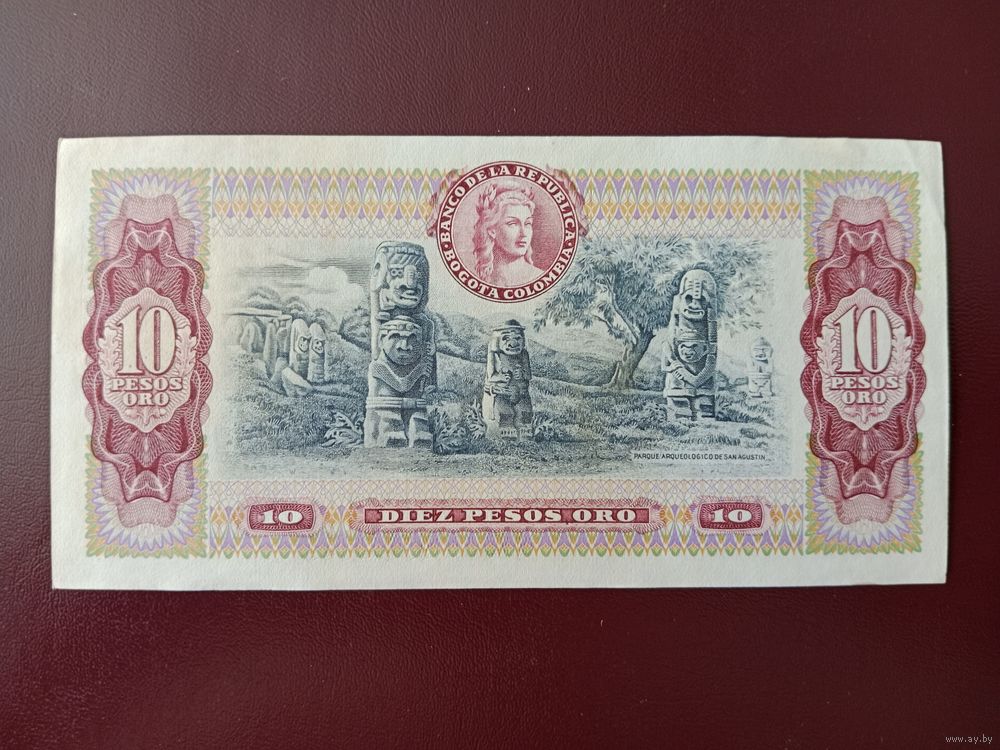 BANCO DE LA REPUBLICA
BOGOTA COLOMBIA
10
PESOS
ORO
10
PESOS
ORO
PARQUE ARQUEOLOGICO DE SAN AGUSTIN
10
DIEZ PESOS ORO
10
www.ay.by